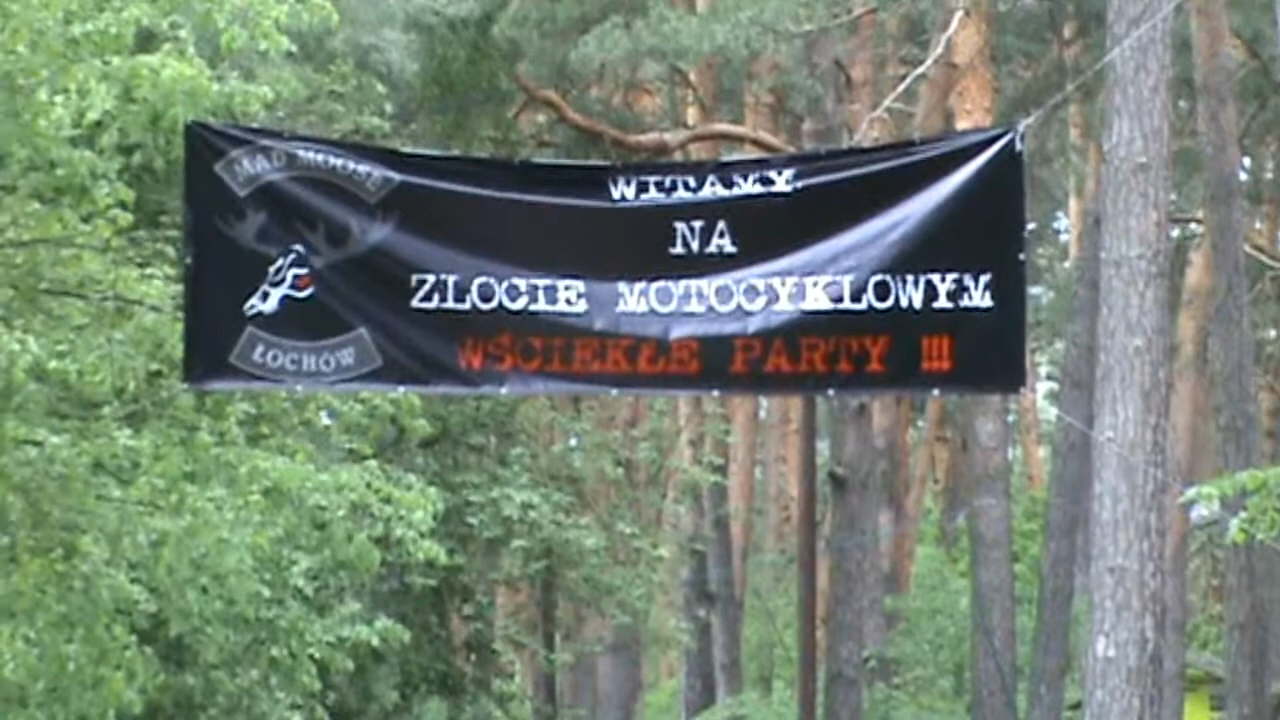 MAD MOOSE
ŁOCHÓW
WITAMY
NA
ZLOCIE MOTOCYKLOWYM
WŚCIEKŁE PARTY !!!